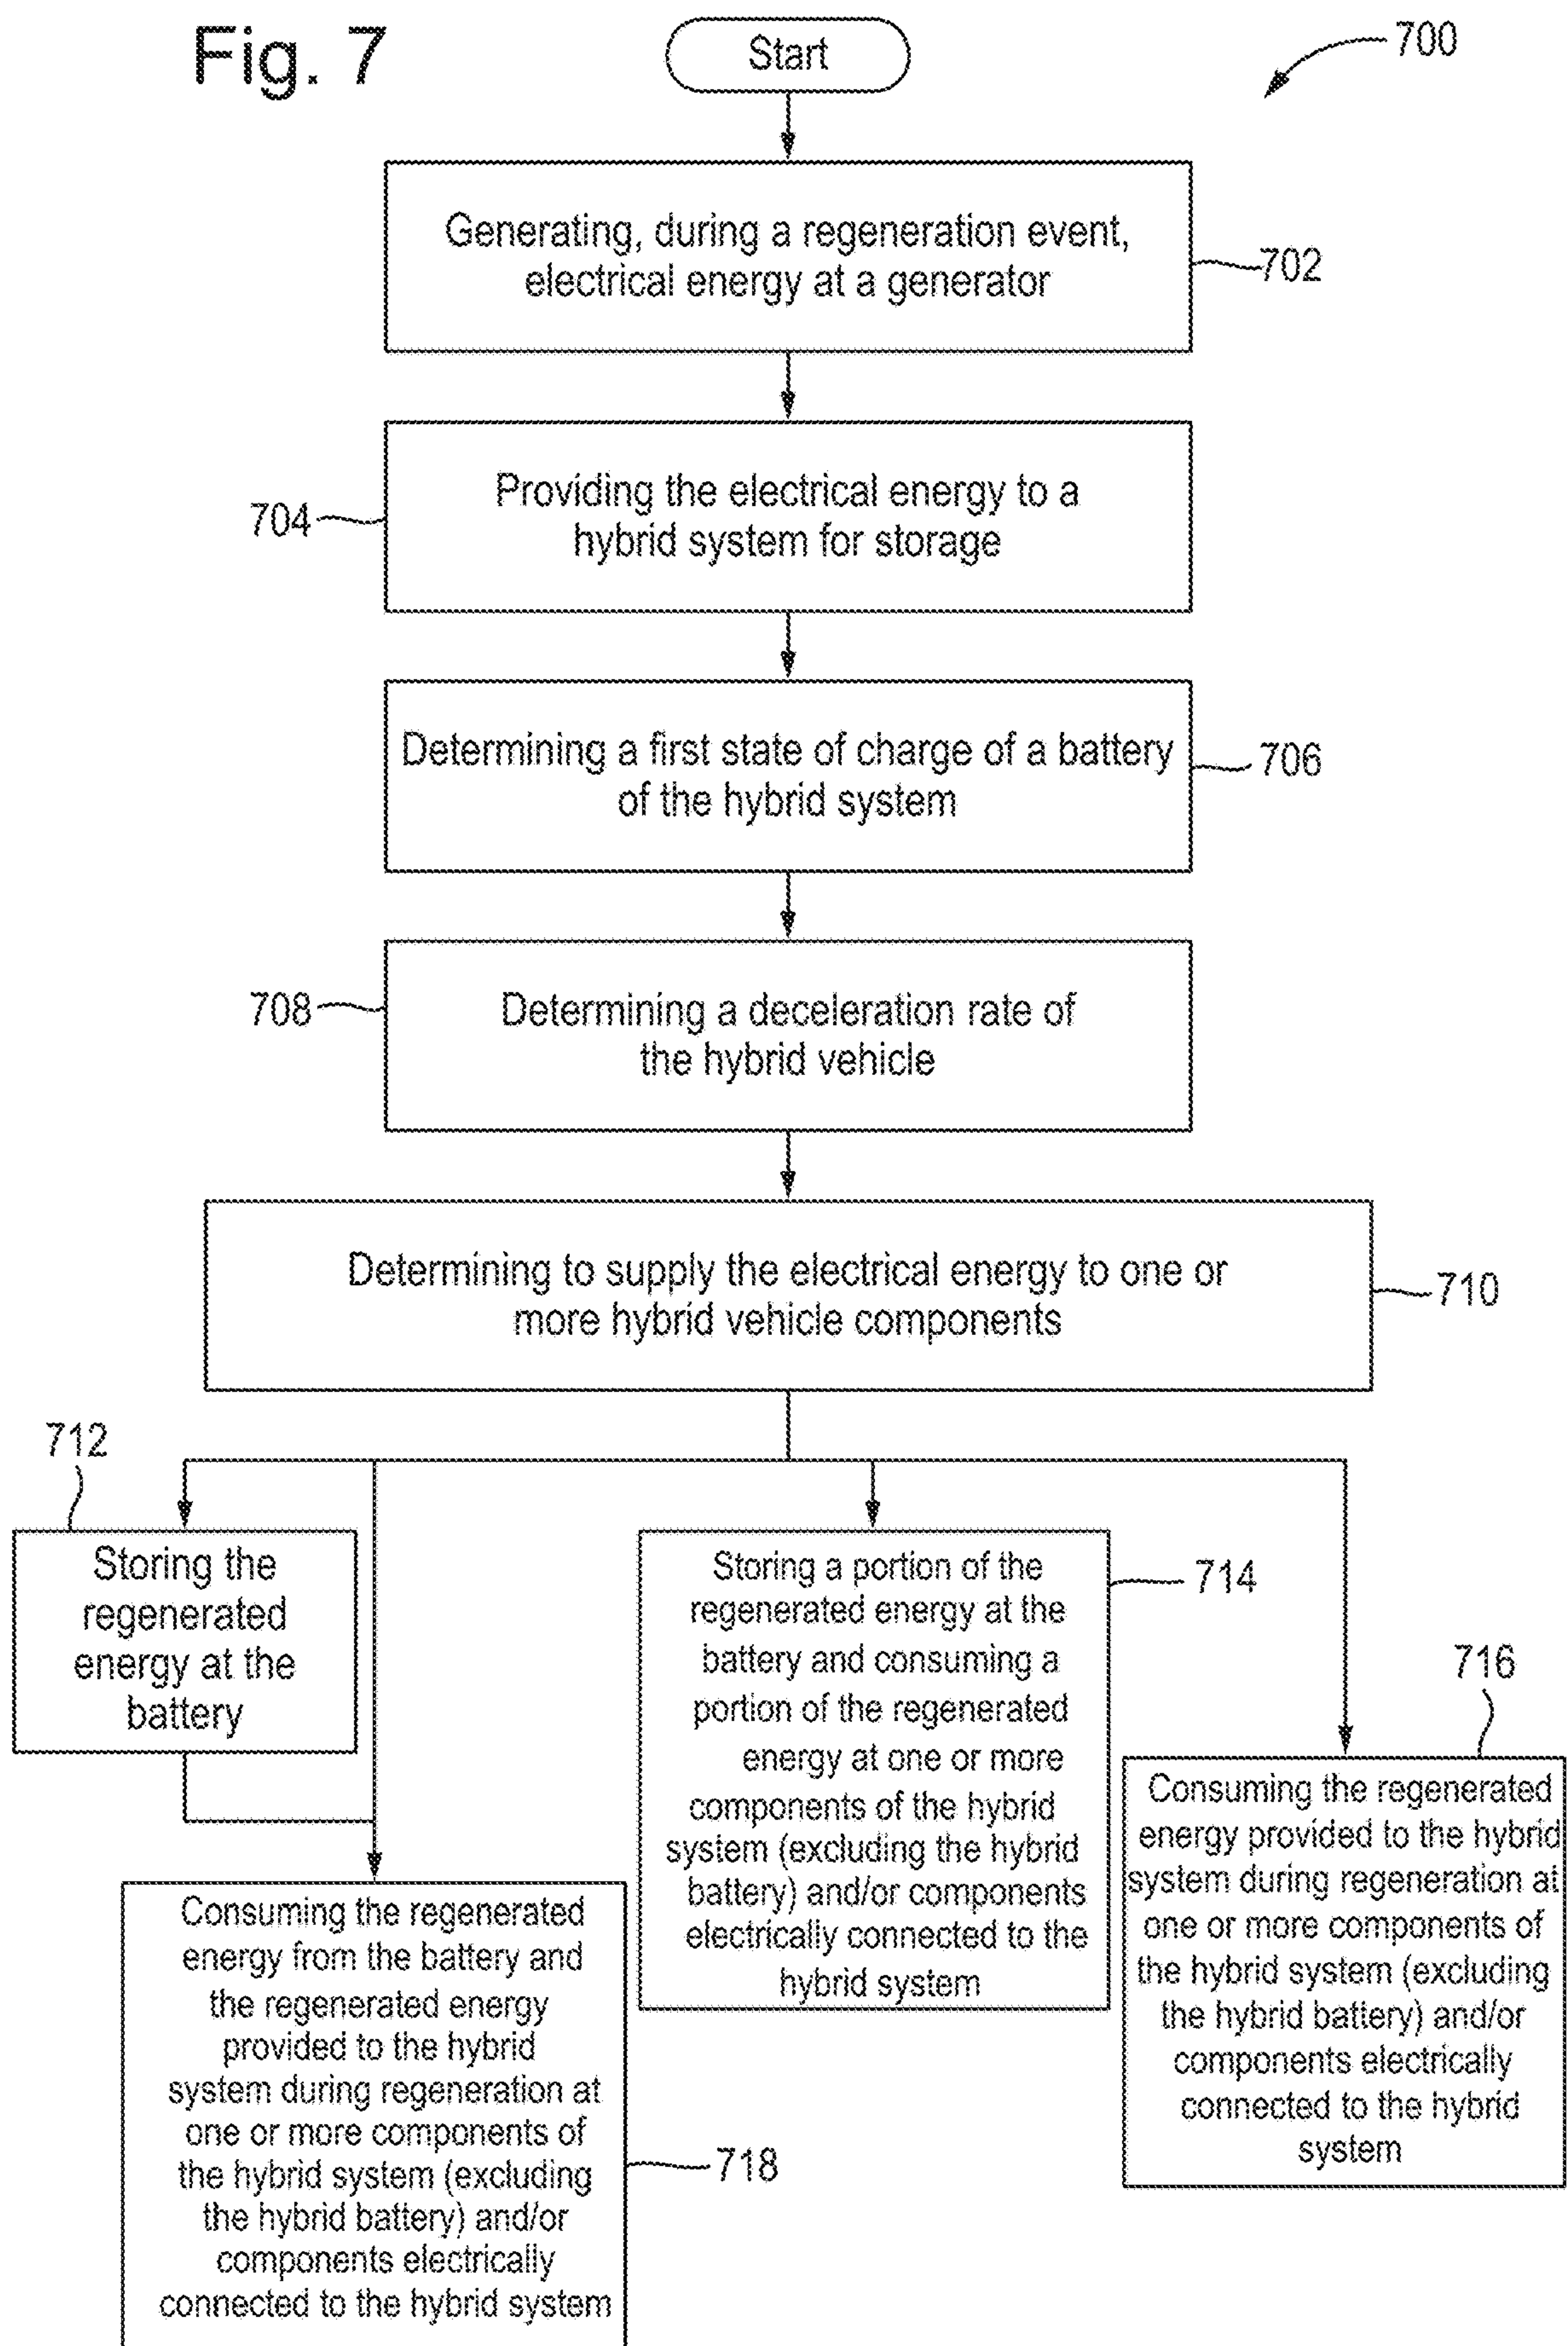 Fig. 7
Start
700
Generating, during a regeneration event,
electrical energy at a generator
702
Providing the electrical energy to a
hybrid system for storage
704
Determining a first state of charge of a battery
of the hybrid system
706
Determining a deceleration rate of
the hybrid vehicle
708
Determining to supply the electrical energy to one or
more hybrid vehicle components
710
712
Storing the
regenerated
energy at the
battery
Storing a portion of the
regenerated energy at the
battery and consuming a
portion of the regenerated
energy at one or more
components of the hybrid
system (excluding the hybrid
battery) and/or components
electrically connected to the
hybrid system
714
716
Consuming the regenerated
energy provided to the hybrid
system during regeneration at
one or more components of
the hybrid system (excluding
the hybrid battery) and/or
components electrically
connected to the hybrid
system
Consuming the regenerated
energy from the battery and
the regenerated energy
provided to the hybrid
system during regeneration at
one or more components of
the hybrid system (excluding
the hybrid battery) and/or
components electrically
connected to the hybrid system
718